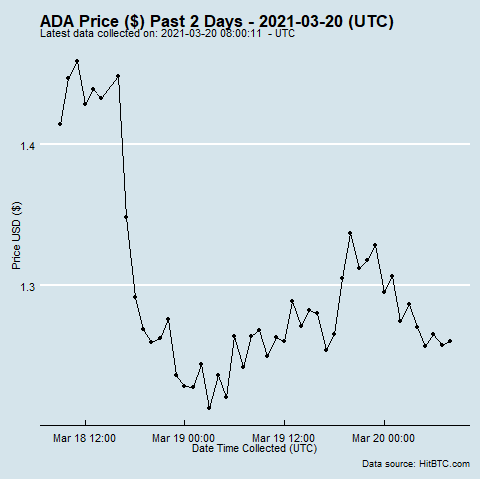 ADA Price ($) Past 2 Days - 2021-03-20 (UTC)
Latest data collected on: 2021-03-20 08:00:11  - UTC
1.4
Price USD ($)
1.3
Mar 18 12:00
Mar 19 00:00
Mar 19 12:00
Mar 20 00:00
Date Time Collected (UTC)
Data source: HitBTC.com